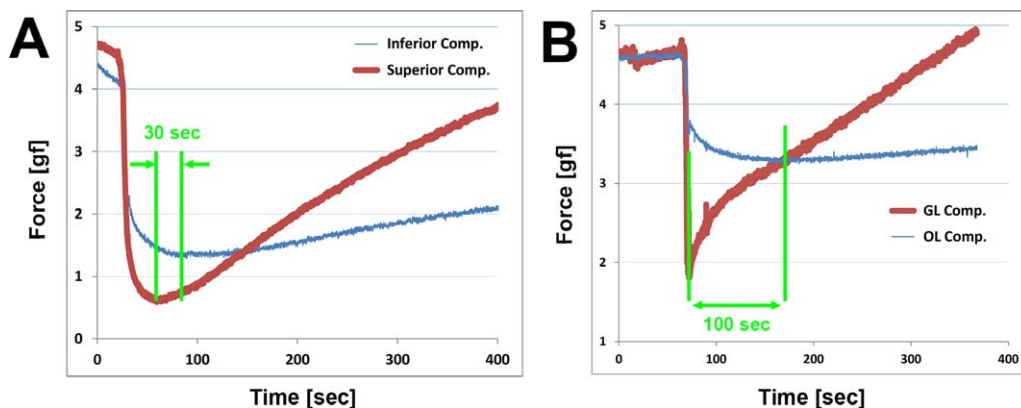 A
Force [gf]
5
4
3
2
1
0
Inferior Comp.
Superior Comp.
30 sec
0 100 200 300 400
Time [sec]
B
Force [gf]
5
4
3
2
1
GL Comp.
OL Comp.
100 sec
0 100 200 300 400
Time [sec]